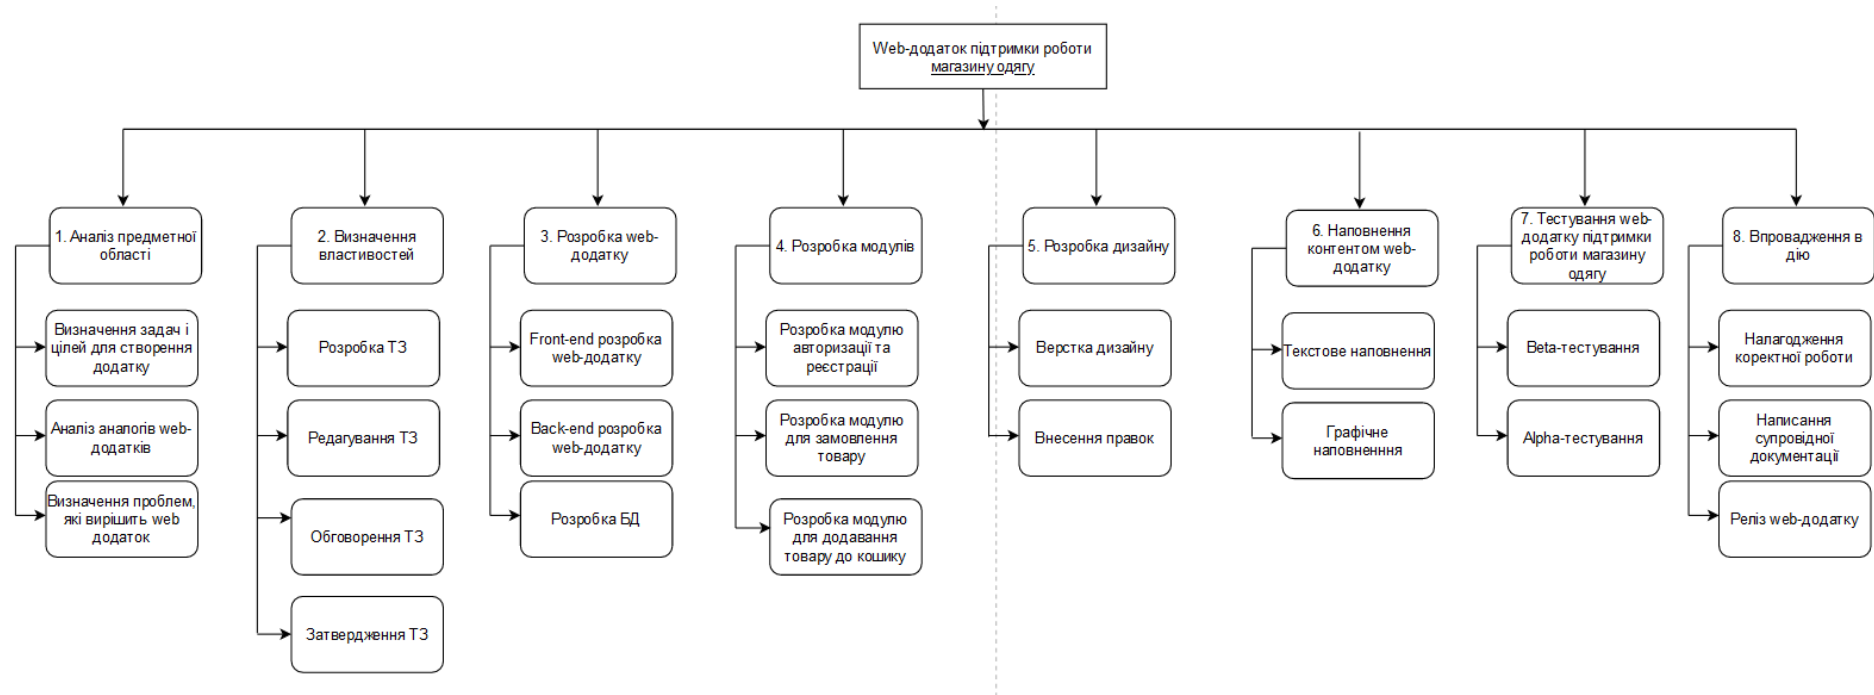 Web-додаток підтримки роботи
магазину одягу
1. Аналіз предметної
області
Визначення задач і
цілей для створення
додатку
Аналіз аналогів web-
додатків
Визначення проблем,
які вирішить web
додаток
2. Визначення
властивостей
Розробка ТЗ
Редагування ТЗ
Обговорення ТЗ
Затвердження ТЗ
3. Розробка web-
додатку
Front-end розробка
web-додатку
Back-end розробка
web-додатку
Розробка БД
4. Розробка модулів
Розробка модулю
авторизації та
реєстрації
Розробка модулю
для замовлення
товару
Розробка модулю
для додавання
товару до кошику
5. Розробка дизайну
Верстка дизайну
Внесення правок
6. Наповнення
контентом web-
додатку
Текстове наповнення
Графічне
наповненння
7. Тестування web-
додатку підтримки
роботи магазину
одягу
Beta-тестування
Alpha-тестування
8. Впровадження в
дію
Налагодження
коректної роботи
Написання
супровідної
документації
Реліз web-додатку